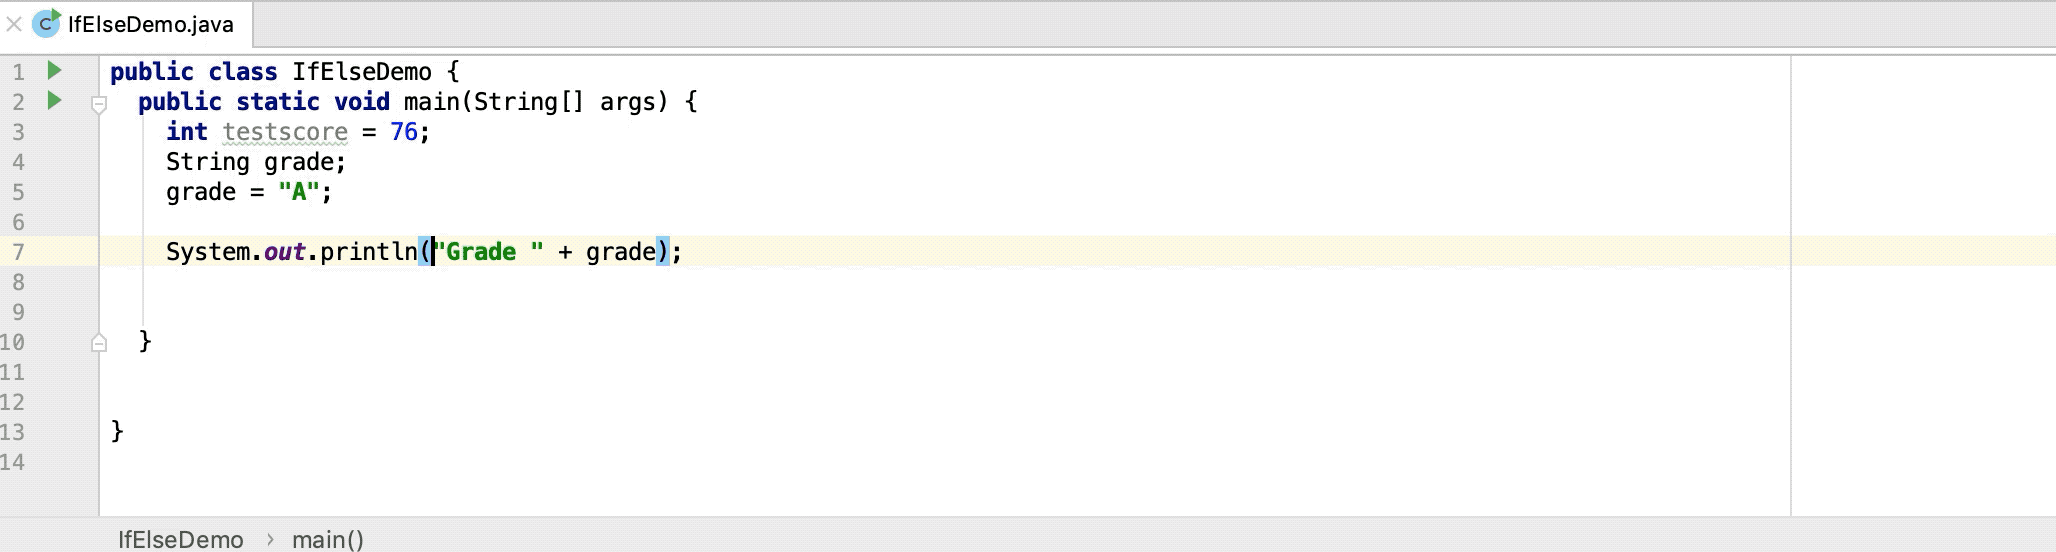 IfElseDemo.java
1 public class IfElseDemo {
2 public static void main(String[] args) {
3 int testscore = 76;
4 String grade;
5 grade = "A";
6
7 System.out.println("Grade " + grade);
8
9
10 }
11
12
13 }
14
IfElseDemo › main()